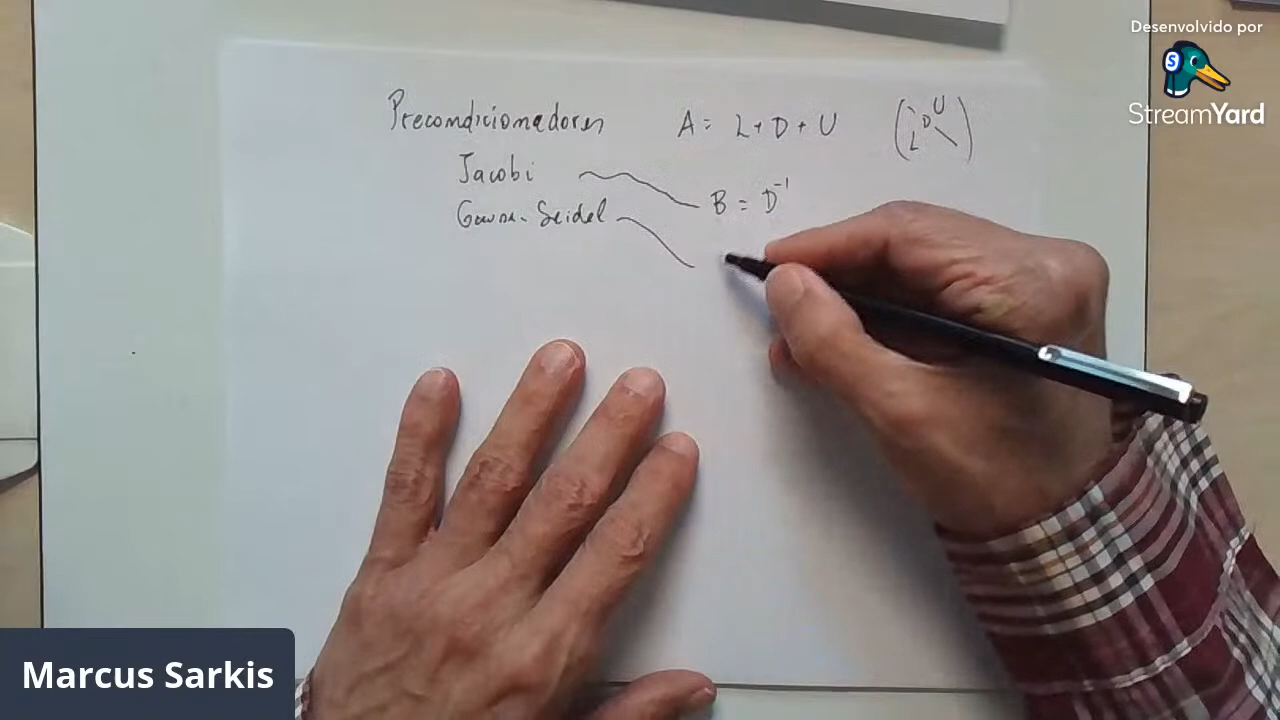 Desenvolvido por
StreamYard
Precondicionadores A = L + D + U ( L D U )
Jacobi B = D⁻¹
Gauss-Seidel
Marcus Sarkis